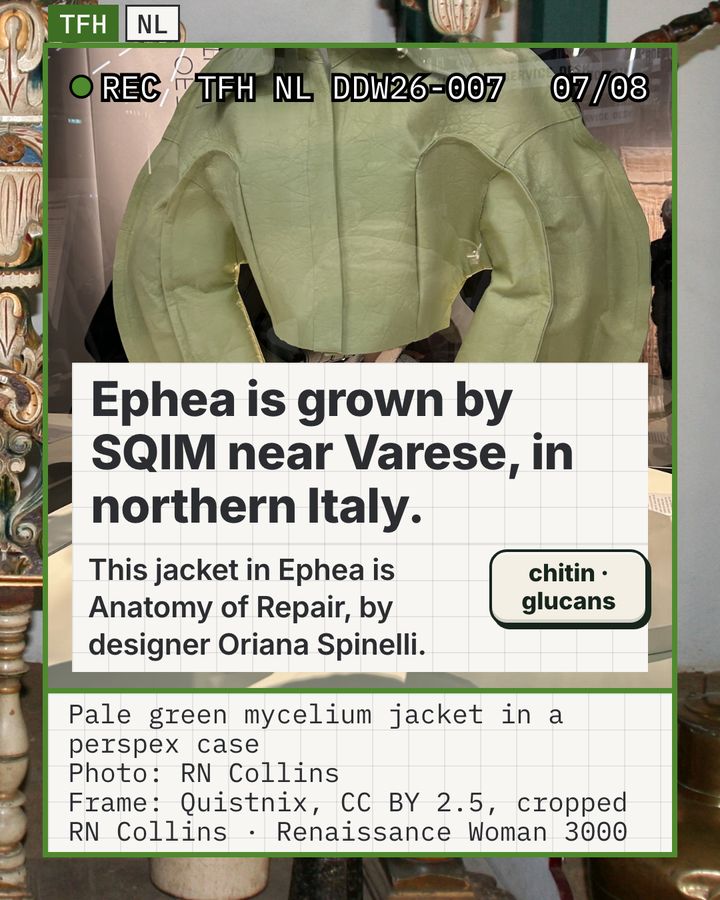 TFH NL
REC TFH NL DDW26-007 07/08
Ephea is grown by
SQIM near Varese, in
northern Italy.
This jacket in Ephea is
Anatomy of Repair, by
designer Oriana Spinelli.
chitin ·
glucans
Pale green mycelium jacket in a
perspex case
Photo: RN Collins
Frame: Quistnix, CC BY 2.5, cropped
RN Collins · Renaissance Woman 3000